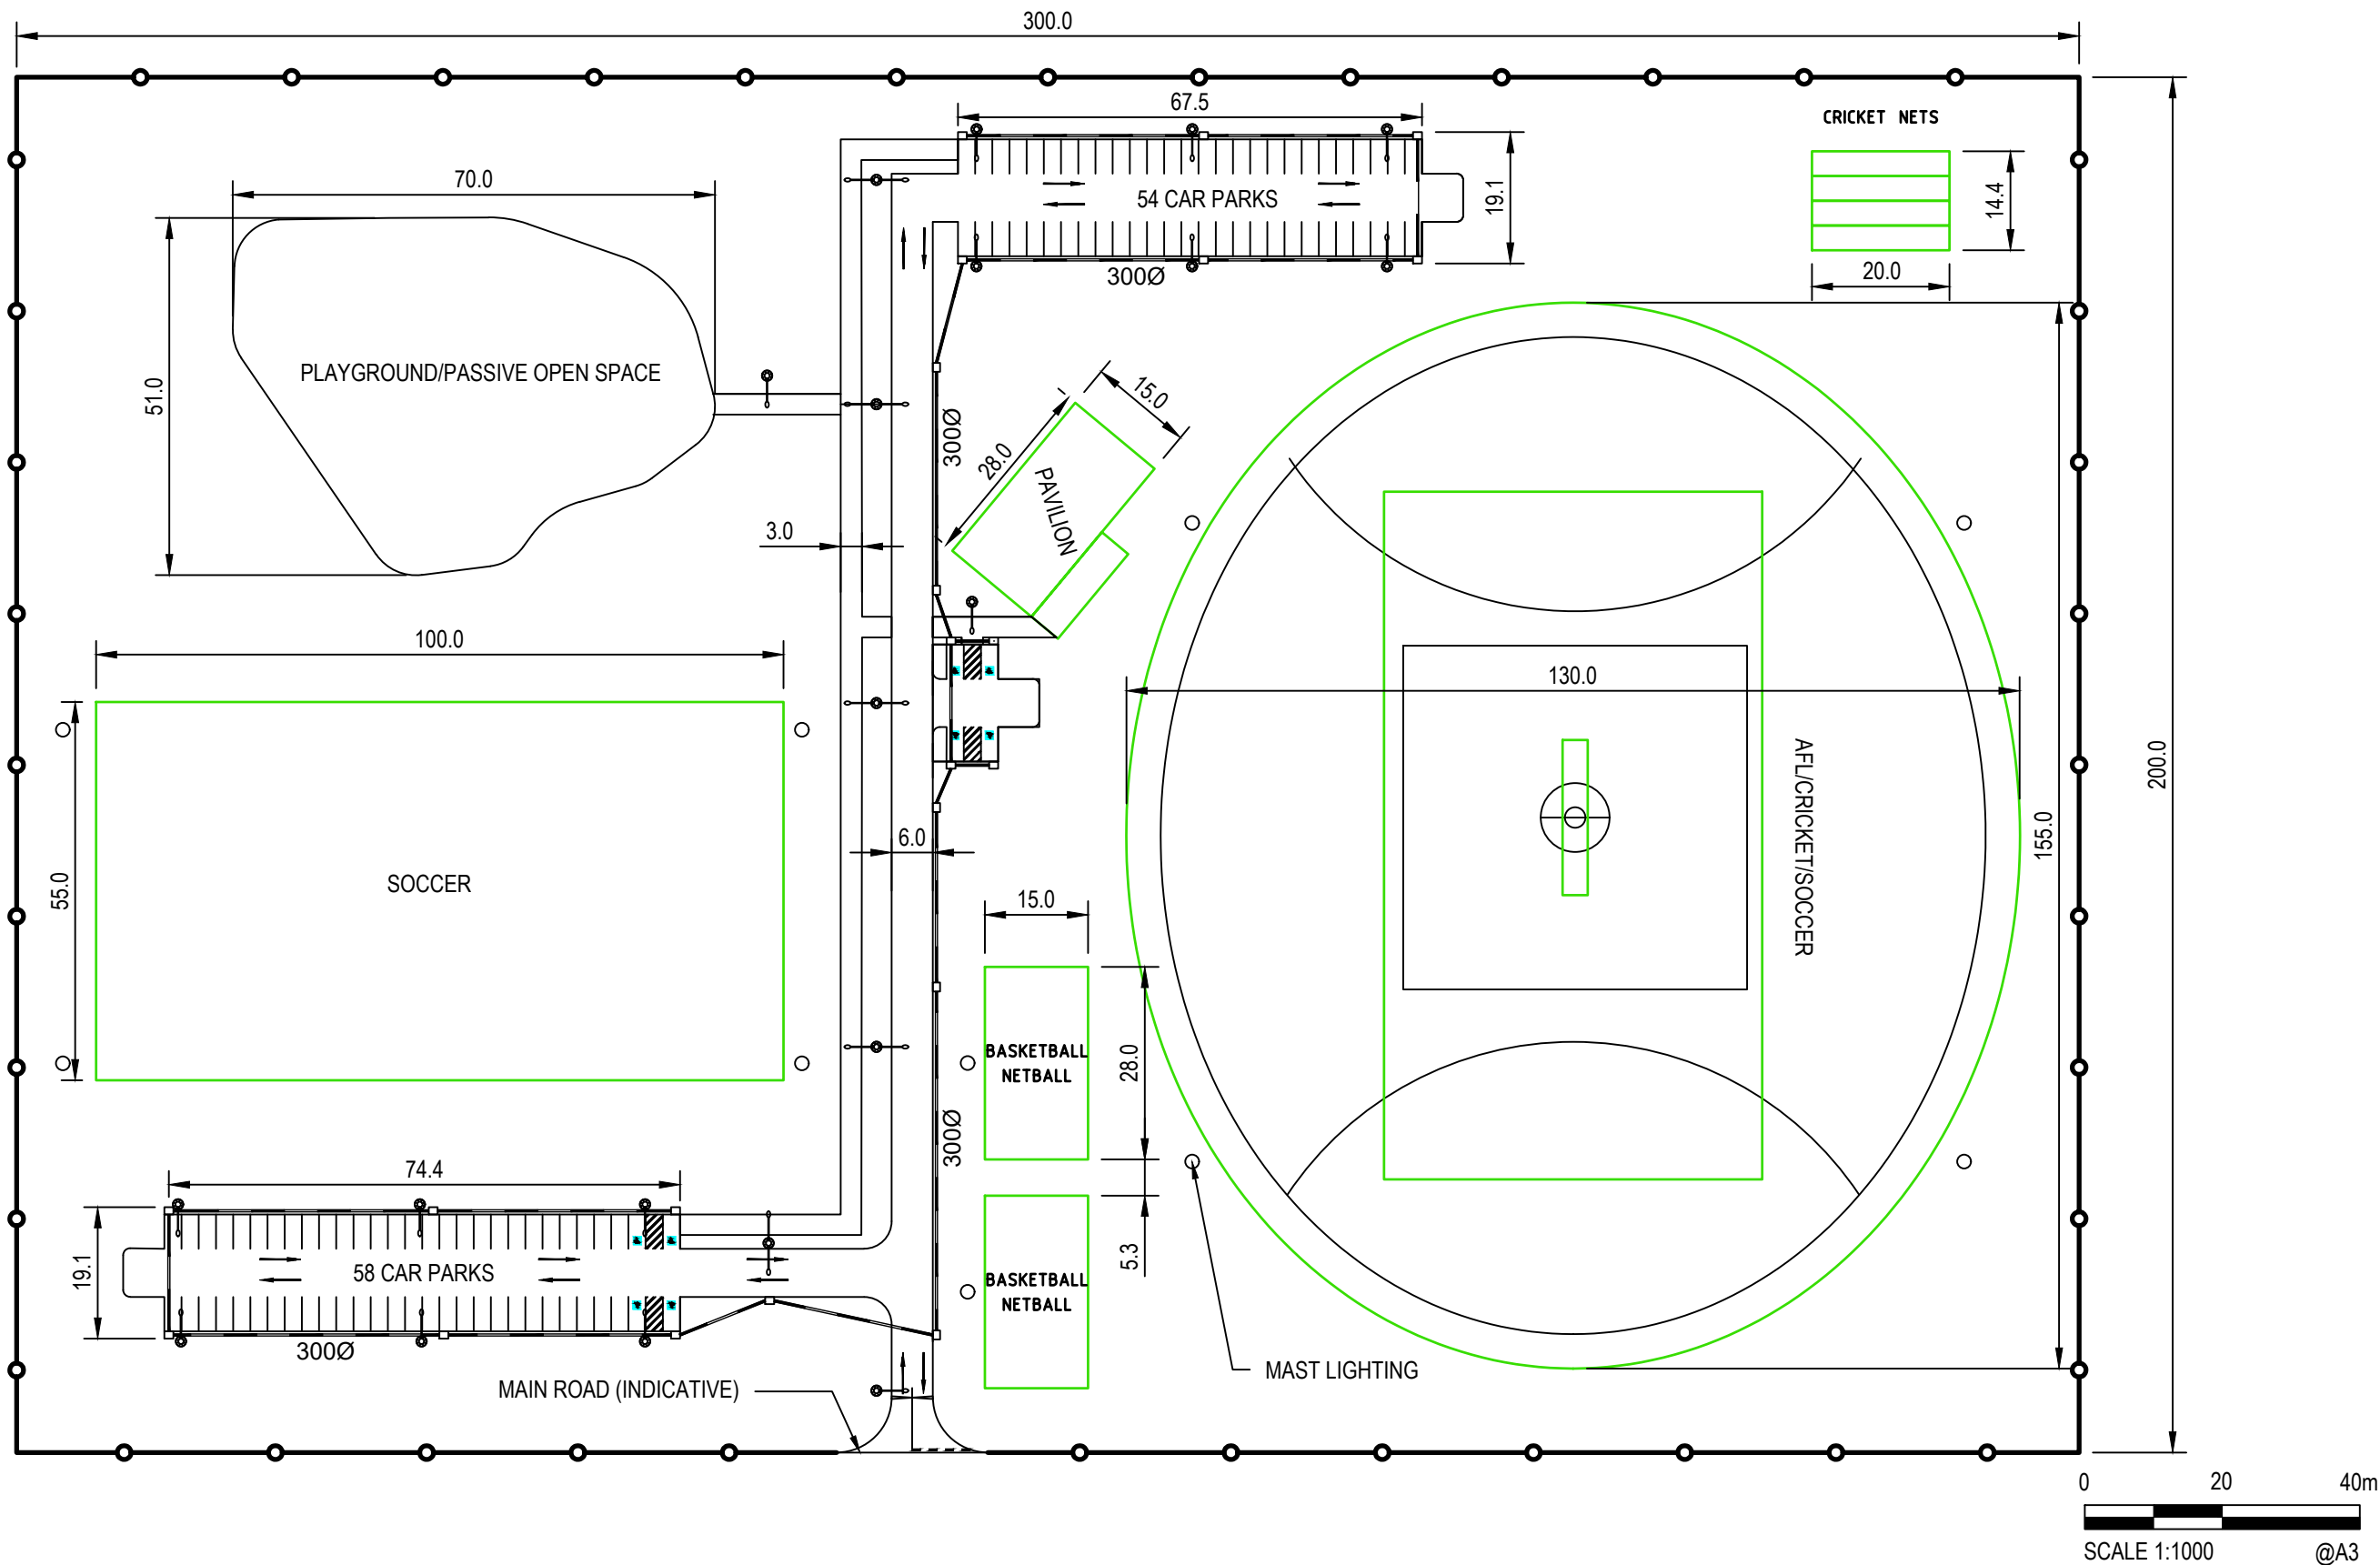 300.0
67.5
CRICKET NETS
70.0
54 CAR PARKS
19.1
14.4
20.0
300Ø
PLAYGROUND/PASSIVE OPEN SPACE
51.0
15.0
28.0
300Ø
PAVILION
3.0
100.0
130.0
AFL/CRICKET/SOCCER
200.0
155.0
6.0
SOCCER
55.0
15.0
BASKETBALL
NETBALL
28.0
300Ø
74.4
5.3
19.1
58 CAR PARKS
BASKETBALL
NETBALL
300Ø
MAST LIGHTING
MAIN ROAD (INDICATIVE)
0 20 40m
SCALE 1:1000 @A3